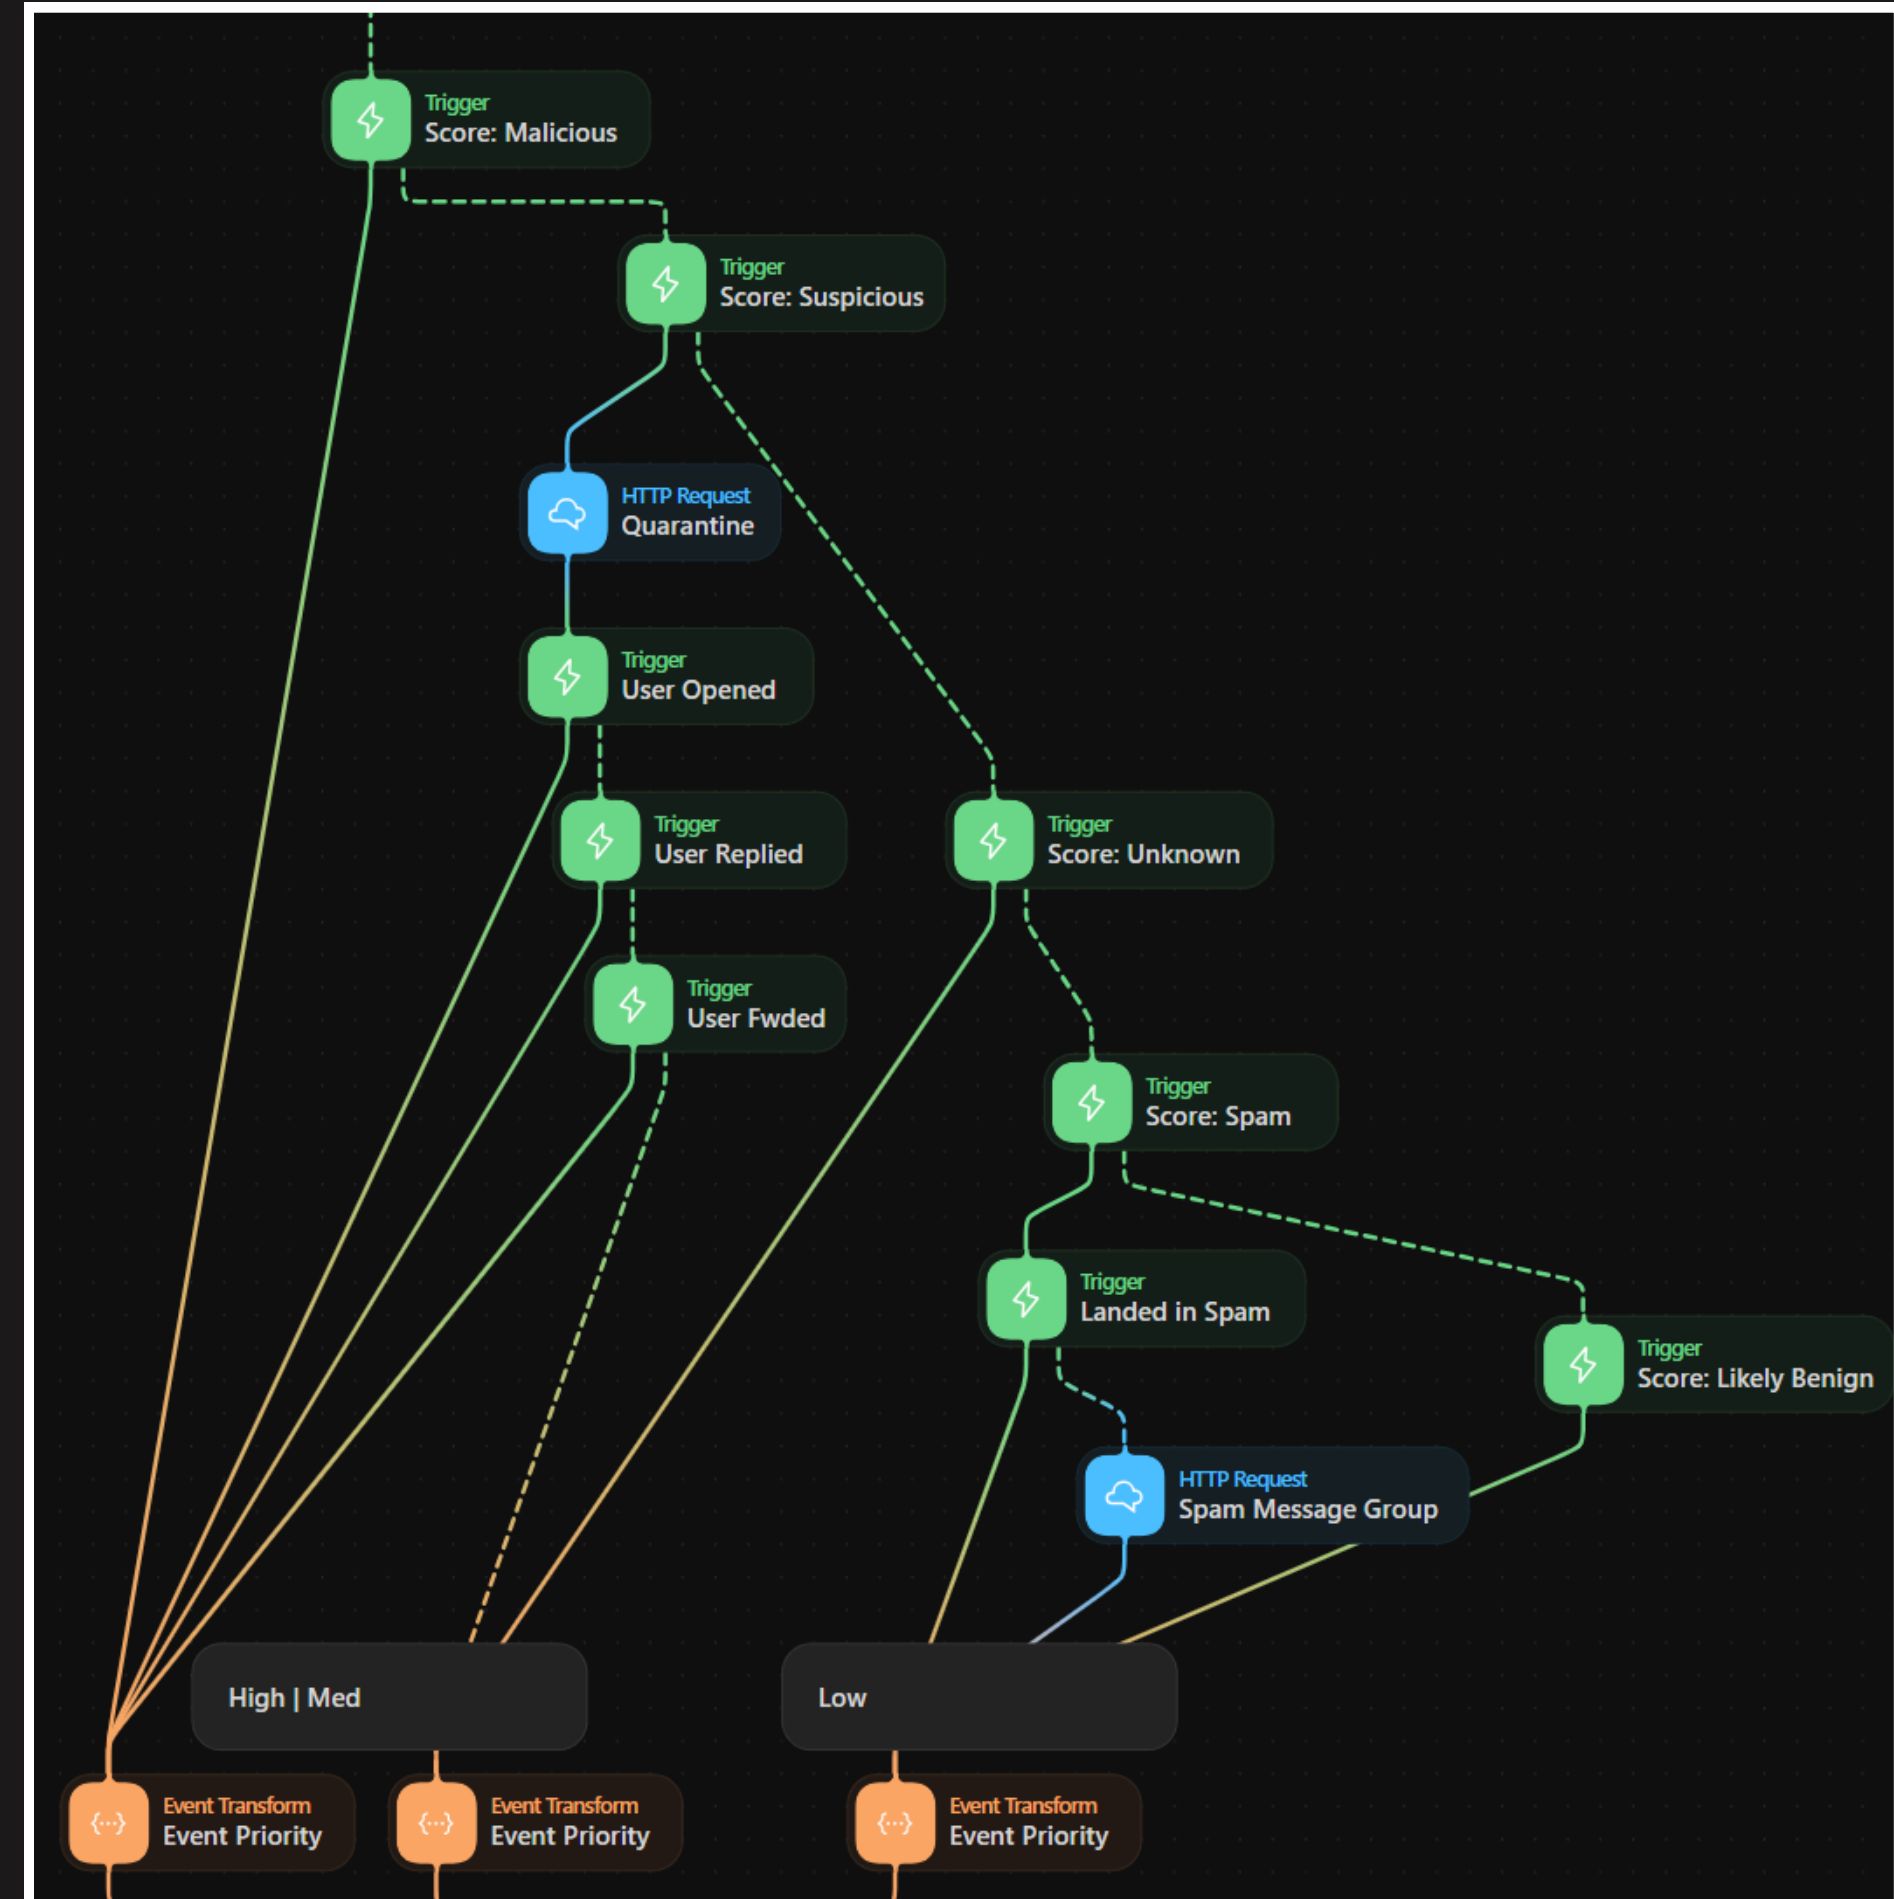 Trigger
Score: Malicious
Trigger
Score: Suspicious
HTTP Request
Quarantine
Trigger
User Opened
Trigger
User Replied
Trigger
Score: Unknown
Trigger
User Fwded
Trigger
Score: Spam
Trigger
Landed in Spam
Trigger
Score: Likely Benign
HTTP Request
Spam Message Group
High | Med
Low
Event Transform
Event Priority
Event Transform
Event Priority
Event Transform
Event Priority